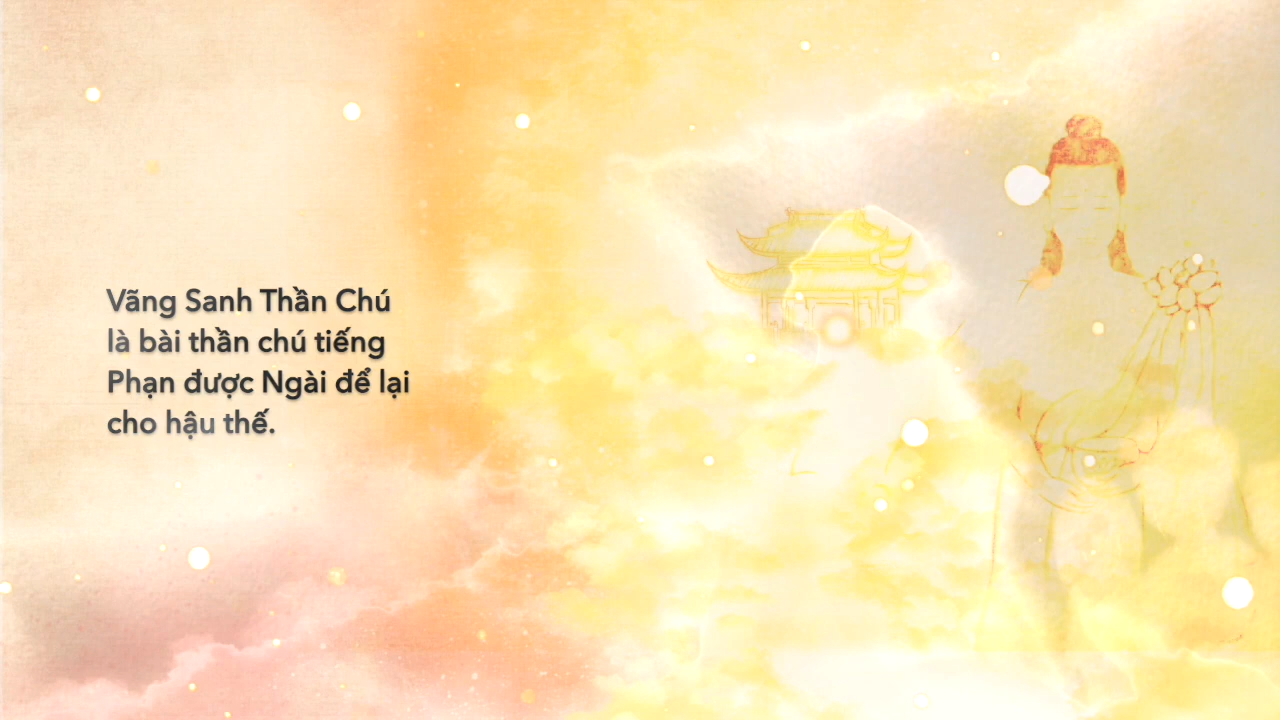 Vãng Sanh Thần Chú
là bài thần chú tiếng
Phạn được Ngài để lại
cho hậu thế.